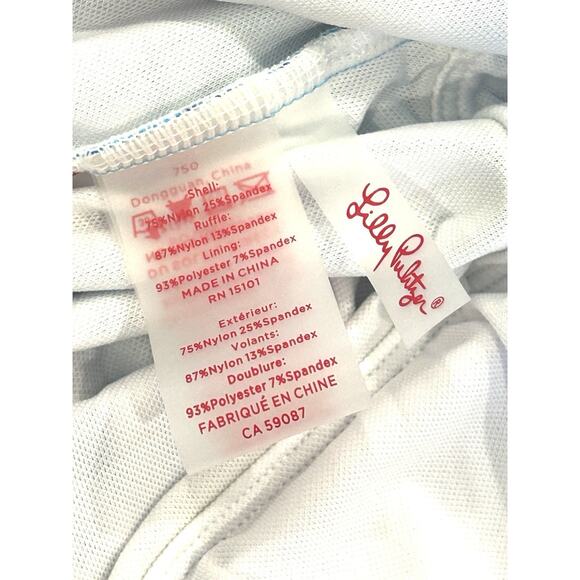 750
Dongguan, China
Shell:
75%Nylon 25%Spandex
Ruffle:
87%Nylon 13%Spandex
Lining:
93%Polyester 7%Spandex
MADE IN CHINA
RN 15101
Extérieur:
75%Nylon 25%Spandex
Volants:
87%Nylon 13%Spandex
Doublure:
93%Polyester 7%Spandex
FABRIQUÉ EN CHINE
CA 59087
Lilly Pulitzer®